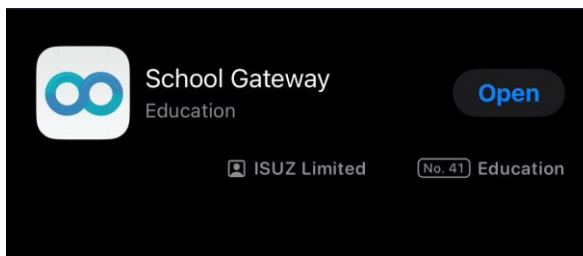 School Gateway
Open
Education
ISUZ Limited
No. 41 Education